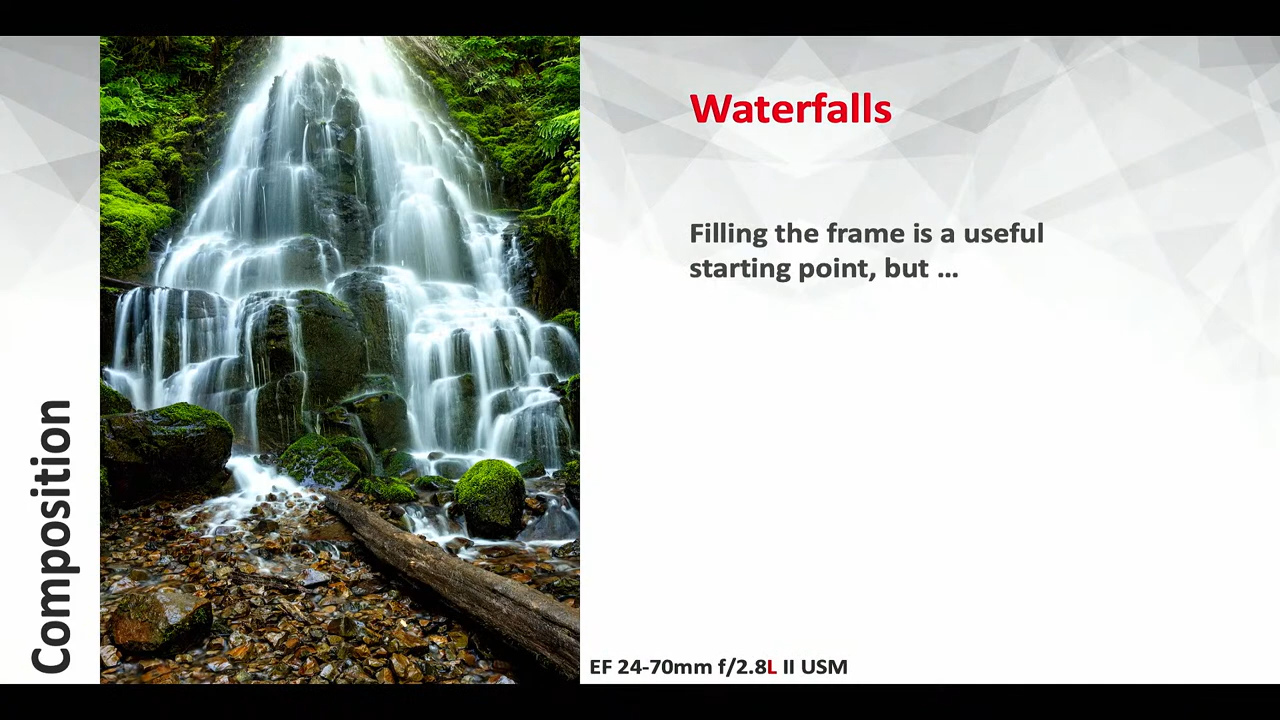 Composition
Waterfalls
Filling the frame is a useful
starting point, but …
EF 24-70mm f/2.8L II USM